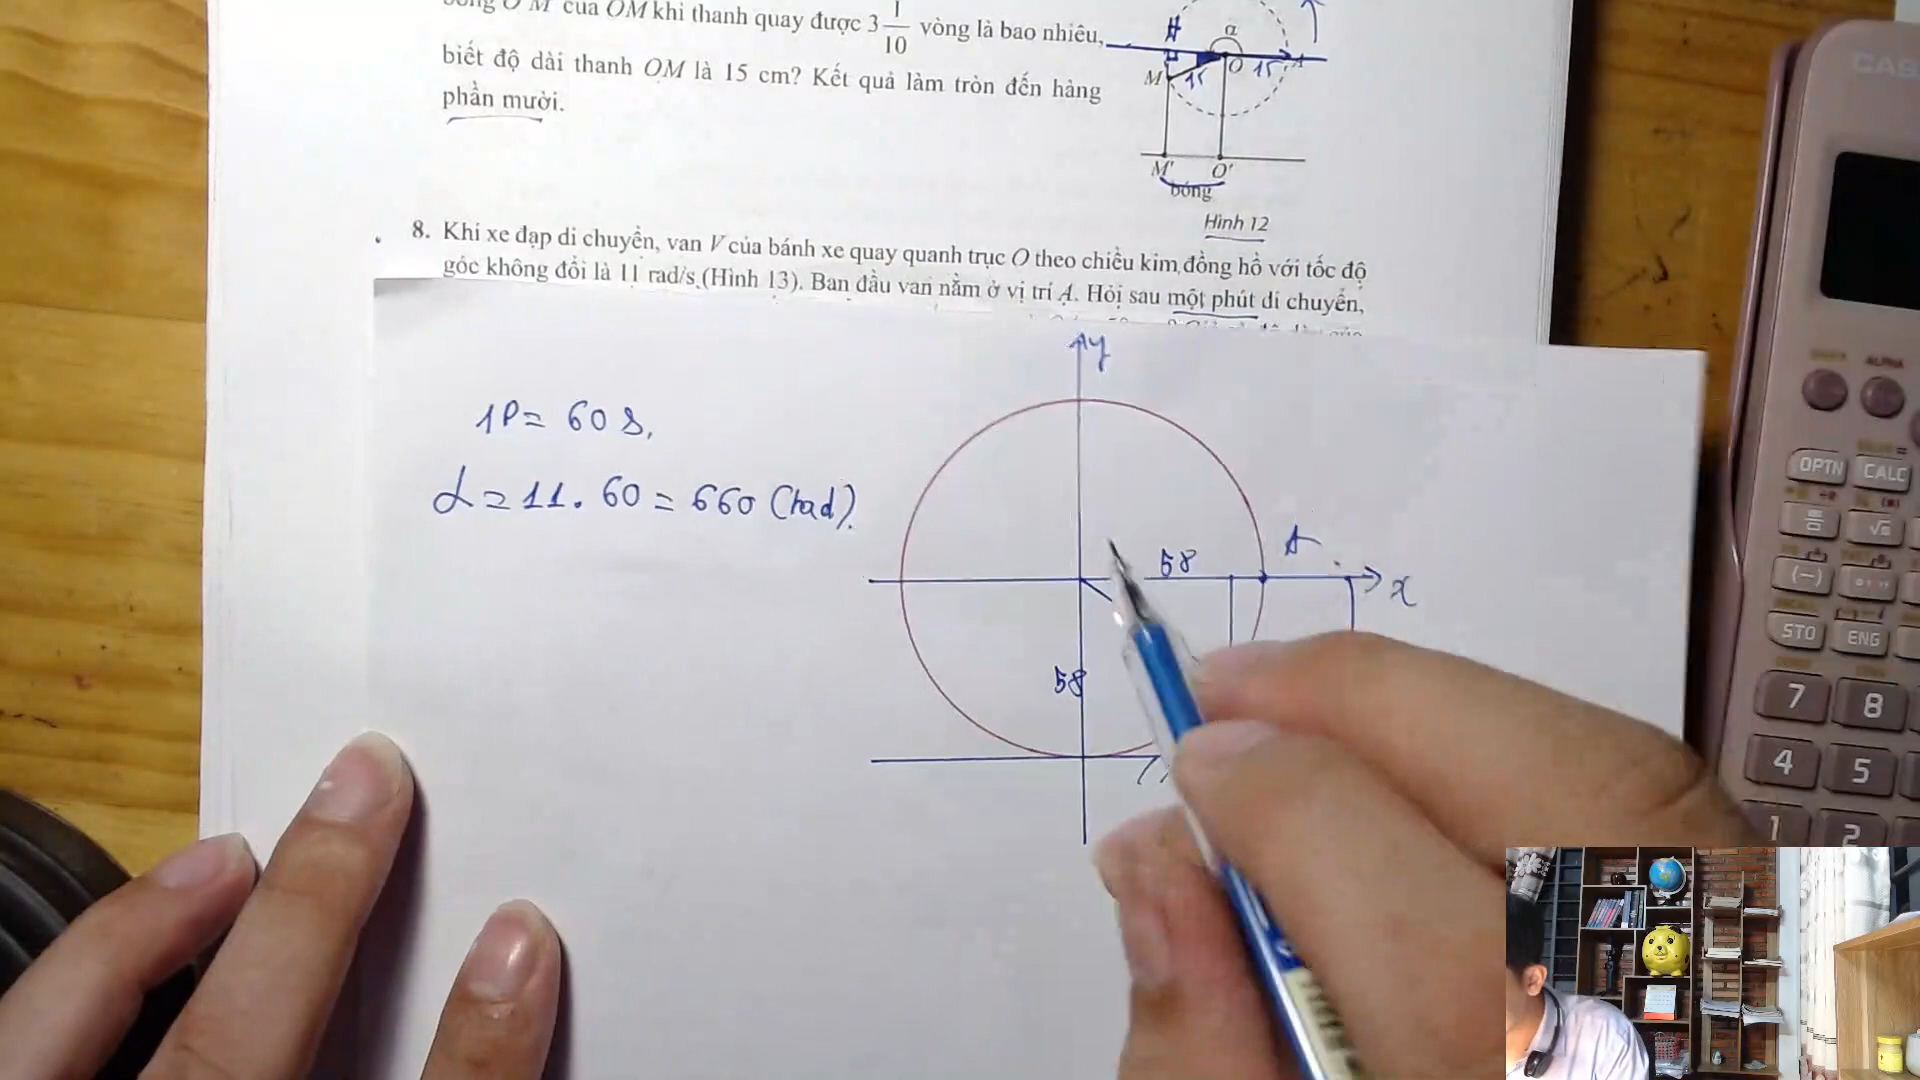 của OM khi thanh quay được 3 1/10 vòng là bao nhiêu,
biết độ dài thanh OM là 15 cm? Kết quả làm tròn đến hàng
phần mười.
H
α
M 15 O 15 A
M' O'
bóng
Hình 12
8. Khi xe đạp di chuyển, van V của bánh xe quay quanh trục O theo chiều kim đồng hồ với tốc độ
góc không đổi là 11 rad/s (Hình 13). Ban đầu van nằm ở vị trí A. Hỏi sau một phút di chuyển,
y
1P = 60 s,
α = 11. 60 = 660 (rad).
58
A
x
58
CAS
ALPHA
OPTN CALC
(−)
STO ENG
7 8
4 5
1 2